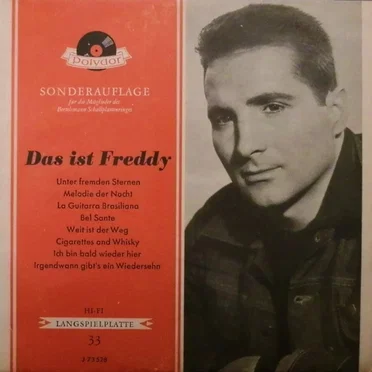 Polydor
SONDERAUFLAGE
für die Mitglieder des
Bertelsmann Schallplattenringes
Das ist Freddy
Unter fremden Sternen
Melodie der Nacht
La Guitarra Brasiliana
Bel Sante
Weit ist der Weg
Cigarettes and Whisky
Ich bin bald wieder hier
Irgendwann gibt's ein Wiedersehn
HI-FI
LANGSPIELPLATTE
33